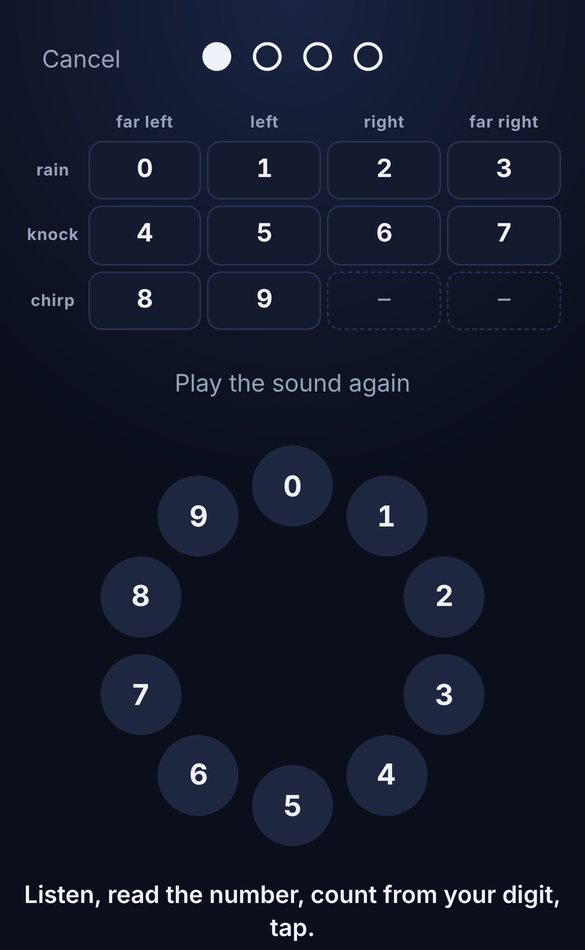 Cancel
far left left right far right
rain 0 1 2 3
knock 4 5 6 7
chirp 8 9 – –
Play the sound again
0
9 1
8 2
7 3
6 4
5
Listen, read the number, count from your digit,
tap.